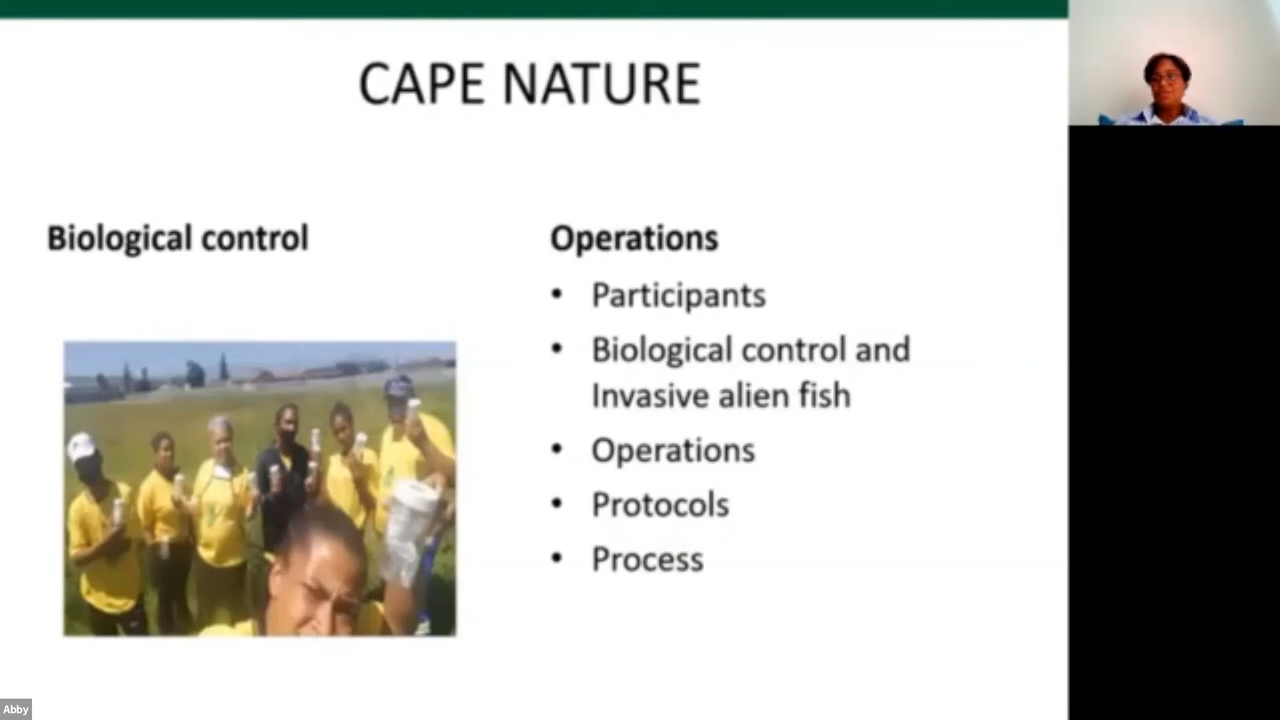 CAPE NATURE
Biological control
Operations
• Participants
• Biological control and
Invasive alien fish
• Operations
• Protocols
• Process
Abby